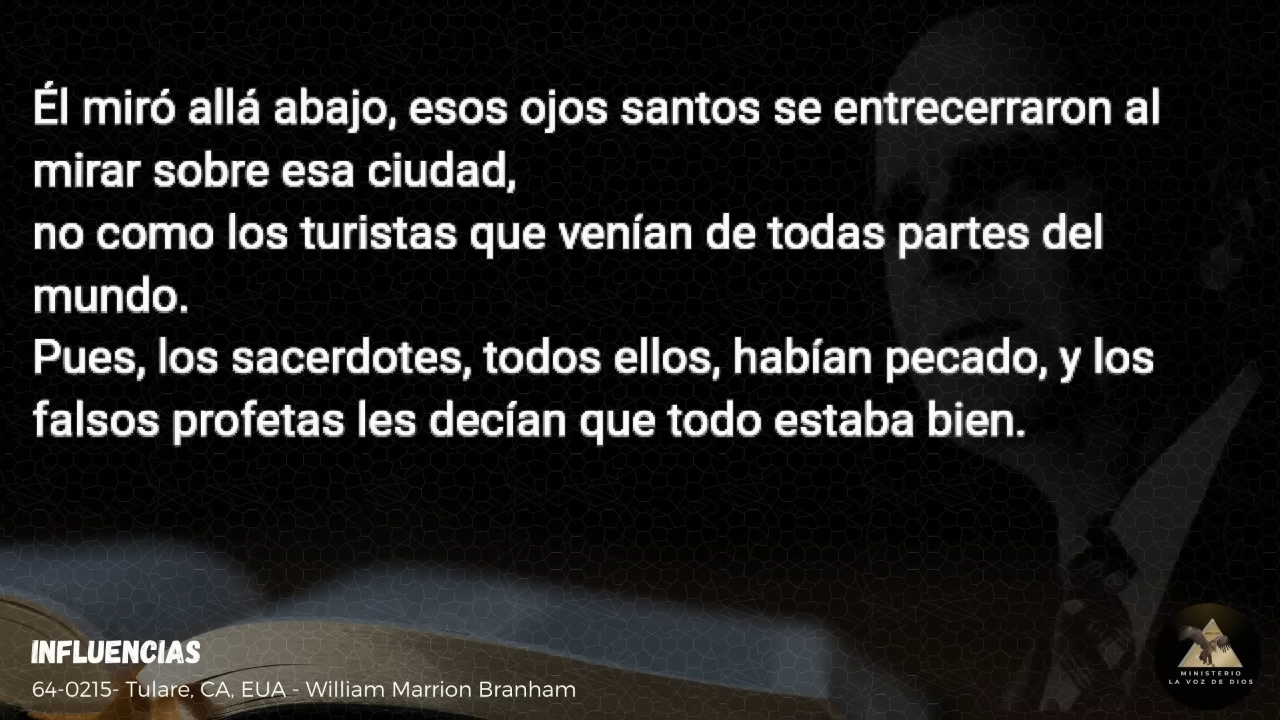 Él miró allá abajo, esos ojos santos se entrecerraron al
mirar sobre esa ciudad,
no como los turistas que venían de todas partes del
mundo.
Pues, los sacerdotes, todos ellos, habían pecado, y los
falsos profetas les decían que todo estaba bien.
INFLUENCIAS
64-0215- Tulare, CA, EUA - William Marrion Branham
MINISTERIO
LA VOZ DE DIOS